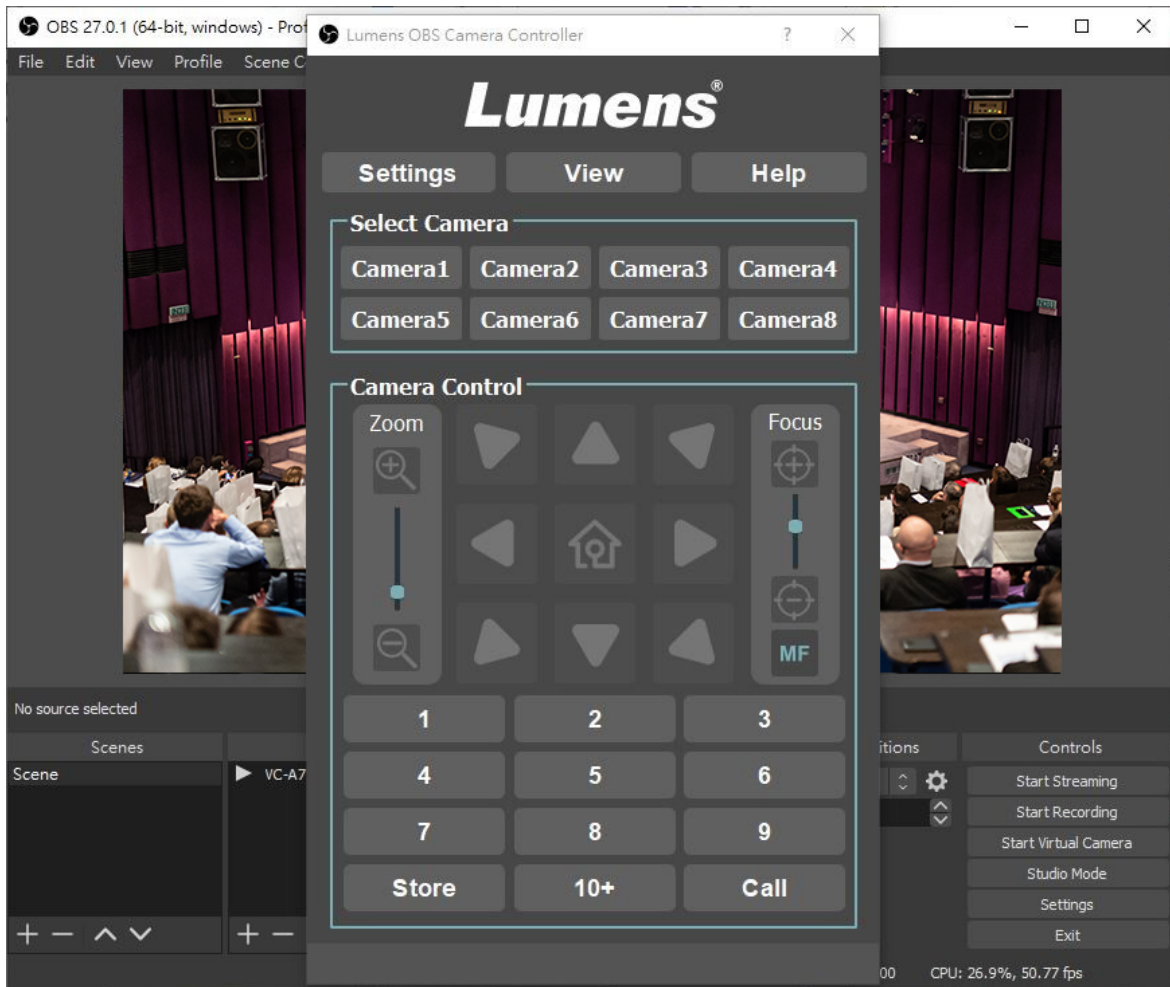 OBS 27.0.1 (64-bit, windows) - Prof
File Edit View Profile Scene C
Lumens OBS Camera Controller ?
Lumens®
Settings View Help
Select Camera
Camera1 Camera2 Camera3 Camera4
Camera5 Camera6 Camera7 Camera8
Camera Control
Zoom
Focus
MF
1 2 3
4 5 6
7 8 9
Store 10+ Call
No source selected
Scenes
Scene
VC-A7
itions
Controls
Start Streaming
Start Recording
Start Virtual Camera
Studio Mode
Settings
Exit
00 CPU: 26.9%, 50.77 fps